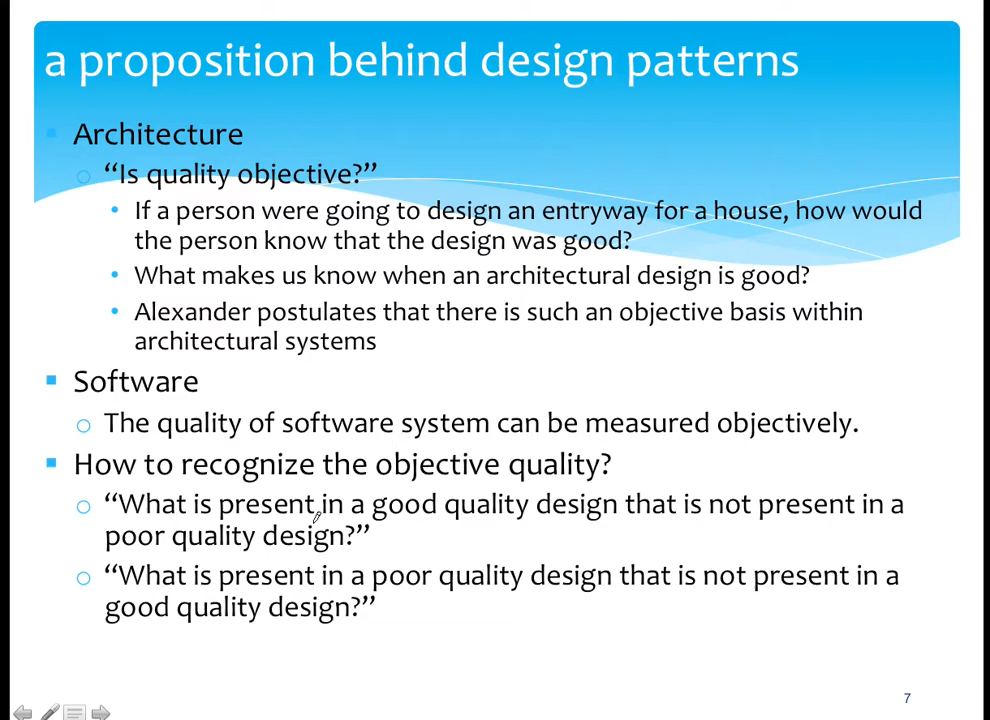 a proposition behind design patterns
Architecture
“Is quality objective?”
If a person were going to design an entryway for a house, how would
the person know that the design was good?
What makes us know when an architectural design is good?
Alexander postulates that there is such an objective basis within
architectural systems
Software
The quality of software system can be measured objectively.
How to recognize the objective quality?
“What is present in a good quality design that is not present in a
poor quality design?”
“What is present in a poor quality design that is not present in a
good quality design?”
7